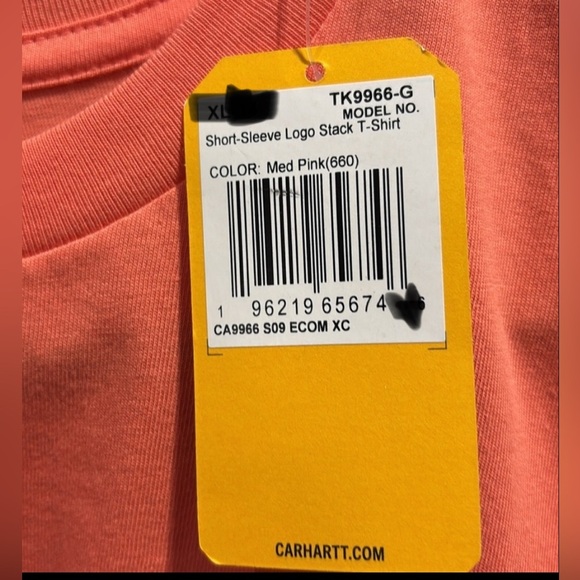 XL
TK9966-G
MODEL NO.
Short-Sleeve Logo Stack T-Shirt
COLOR: Med Pink(660)
1 96219 65674 6
CA9966 S09 ECOM XC
CARHARTT.COM